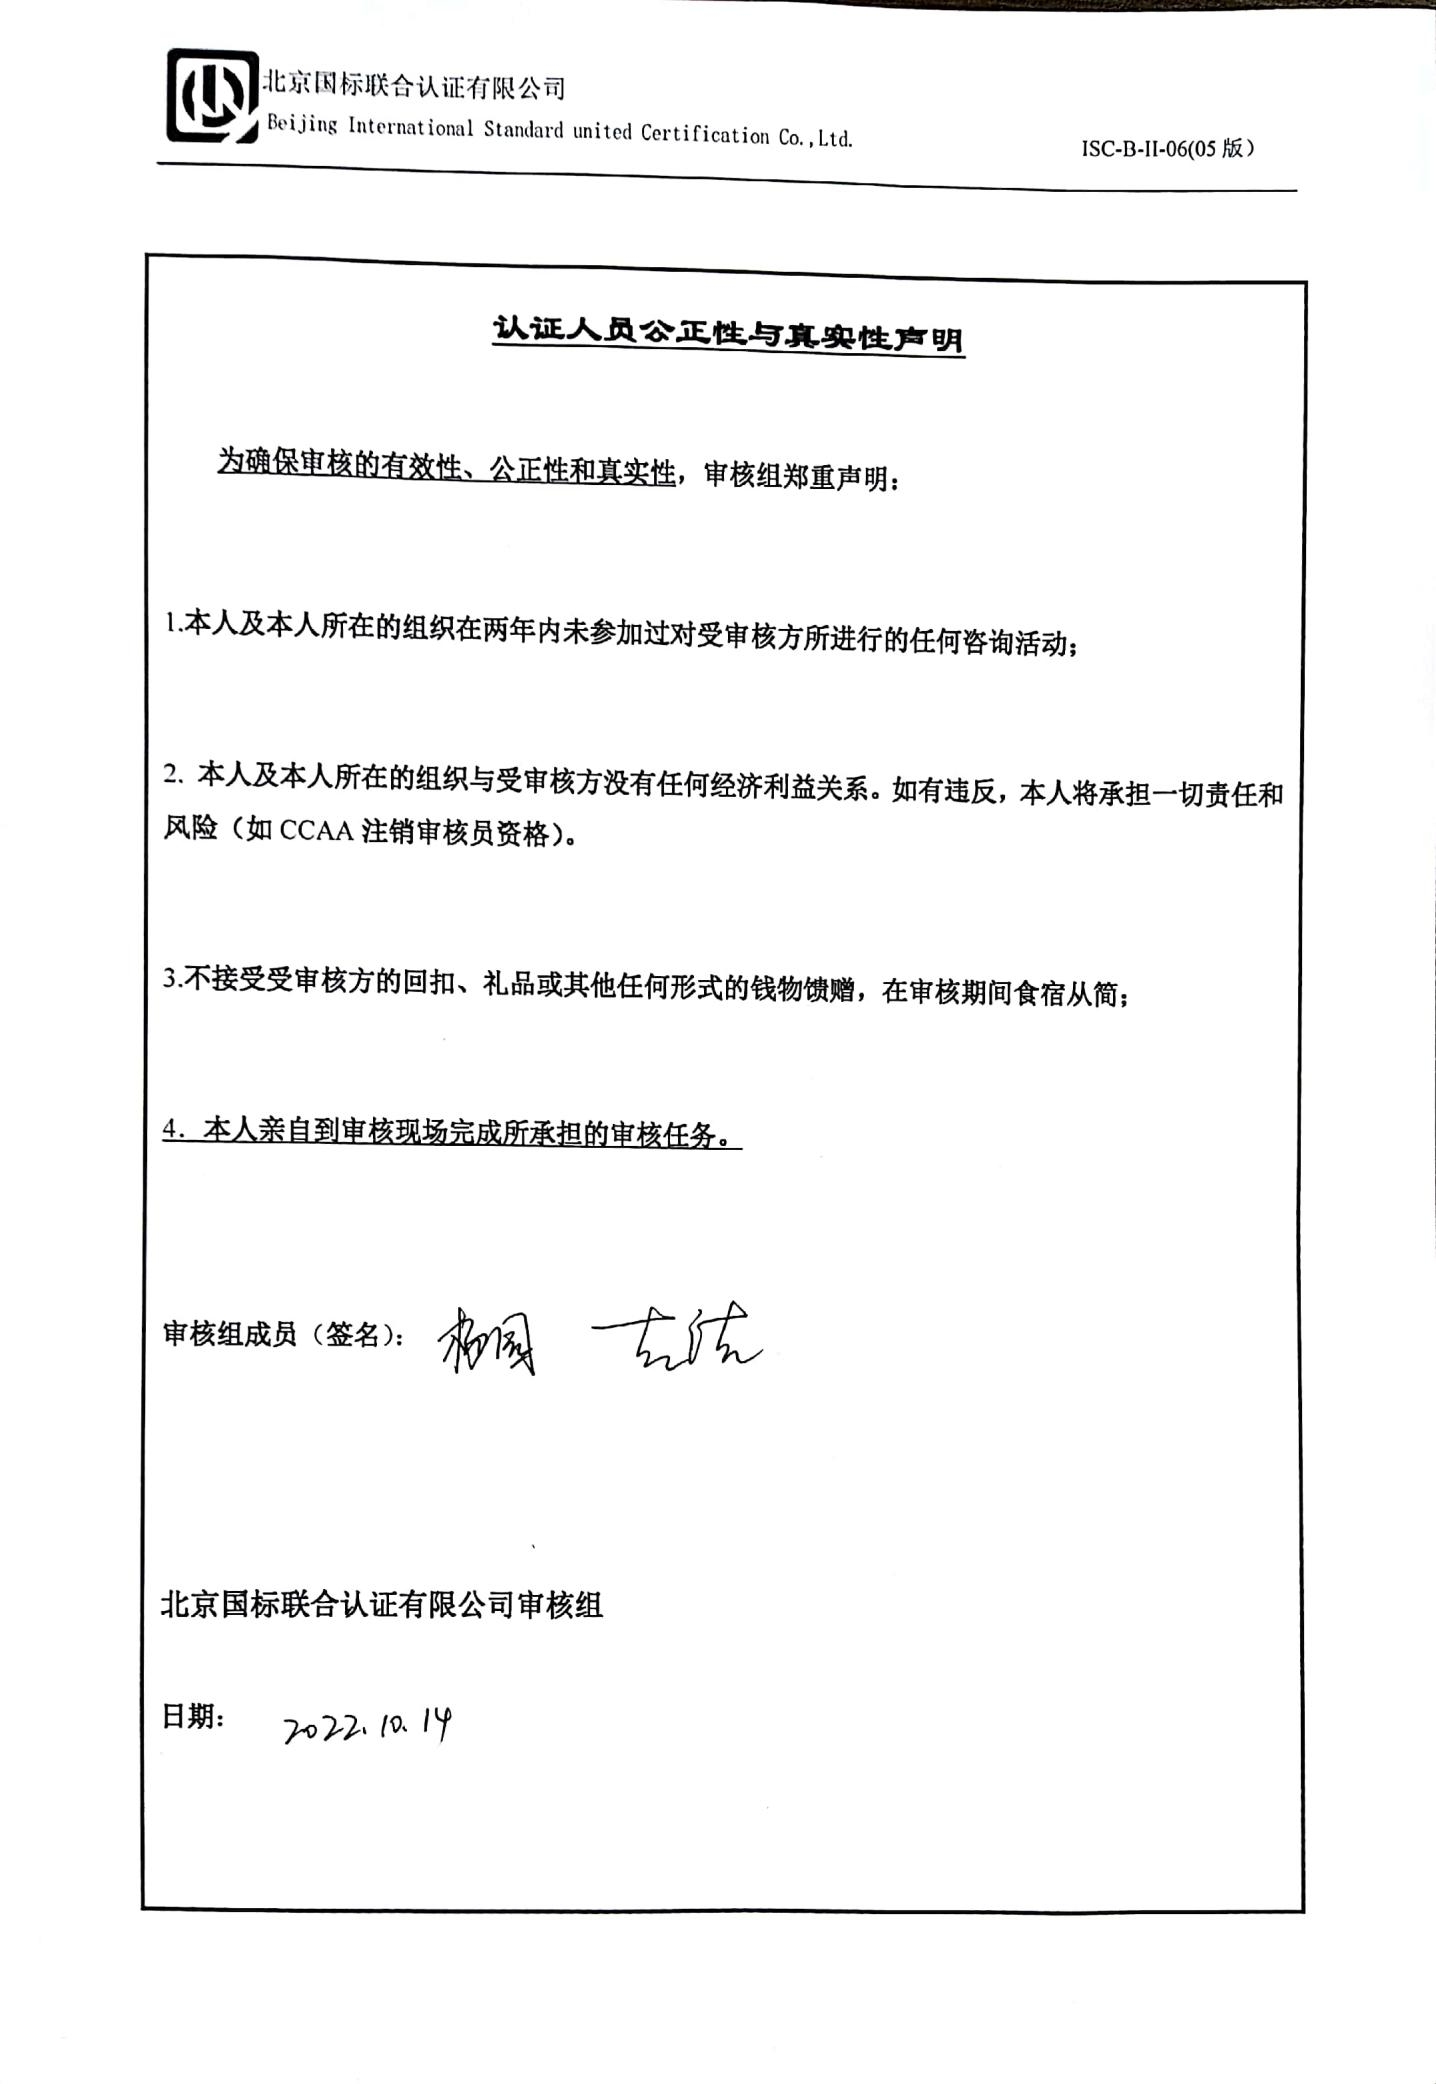 北京国标联合认证有限公司
Beijing International Standard united Certification Co.,Ltd.
ISC-B-II-06(05 版)
认证人员公正性与真实性声明
为确保审核的有效性、公正性和真实性，审核组郑重声明：
1.本人及本人所在的组织在两年内未参加过对受审核方所进行的任何咨询活动；
2. 本人及本人所在的组织与受审核方没有任何经济利益关系。如有违反，本人将承担一切责任和
风险（如 CCAA 注销审核员资格）。
3.不接受受审核方的回扣、礼品或其他任何形式的钱物馈赠，在审核期间食宿从简；
4. 本人亲自到审核现场完成所承担的审核任务。
审核组成员（签名）：
北京国标联合认证有限公司审核组
日期： 2022.10.14